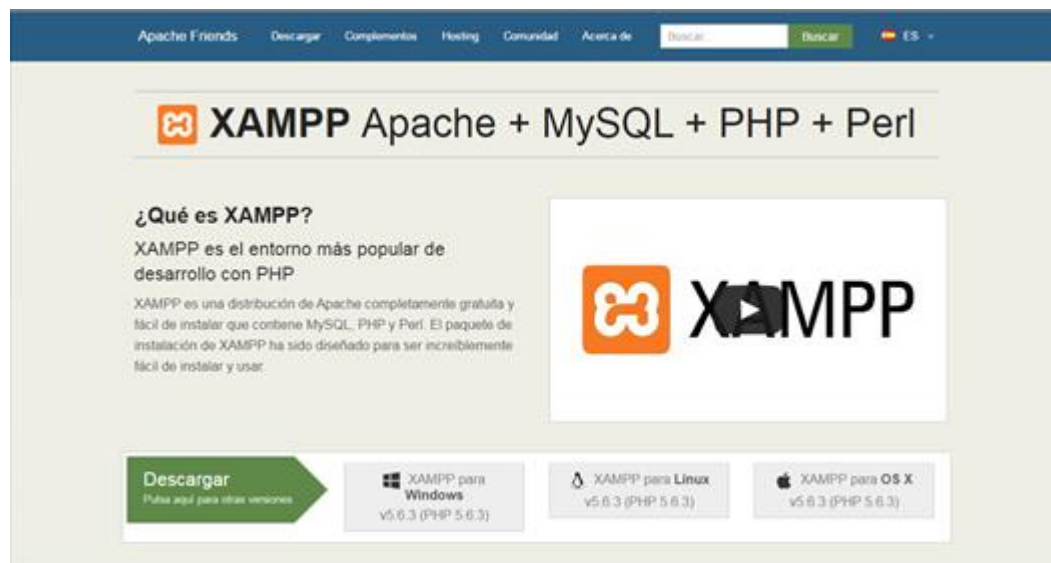 Apache Friends Descargar Complementos Hosting Comunidad Acerca de Buscar... Buscar ES
XAMPP Apache + MySQL + PHP + Perl
¿Qué es XAMPP?
XAMPP es el entorno más popular de
desarrollo con PHP
XAMPP es una distribución de Apache completamente gratuita y
fácil de instalar que contiene MySQL, PHP y Perl. El paquete de
instalación de XAMPP ha sido diseñado para ser increíblemente
fácil de instalar y usar.
XAMPP
Descargar
Pulsa aquí para otras versiones
XAMPP para
Windows
v5.6.3 (PHP 5.6.3)
XAMPP para Linux
v5.6.3 (PHP 5.6.3)
XAMPP para OS X
v5.6.3 (PHP 5.6.3)